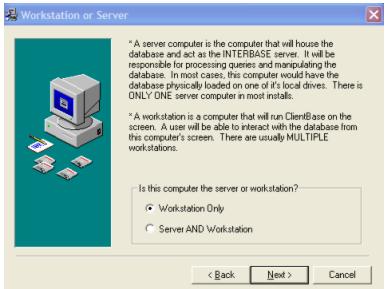 Workstation or Server
* A server computer is the computer that will house the
database and act as the INTERBASE server. It will be
responsible for processing queries and manipulating the
database. In most cases, this computer would have the
database physically loaded on one of it's local drives. There is
ONLY ONE server computer in most installs.
* A workstation is a computer that will run ClientBase on the
screen. A user will be able to interact with the database from
this computer's screen. There are usually MULTIPLE
workstations.
Is this computer the server or workstation?
Workstation Only
Server AND Workstation
< Back
Next >
Cancel